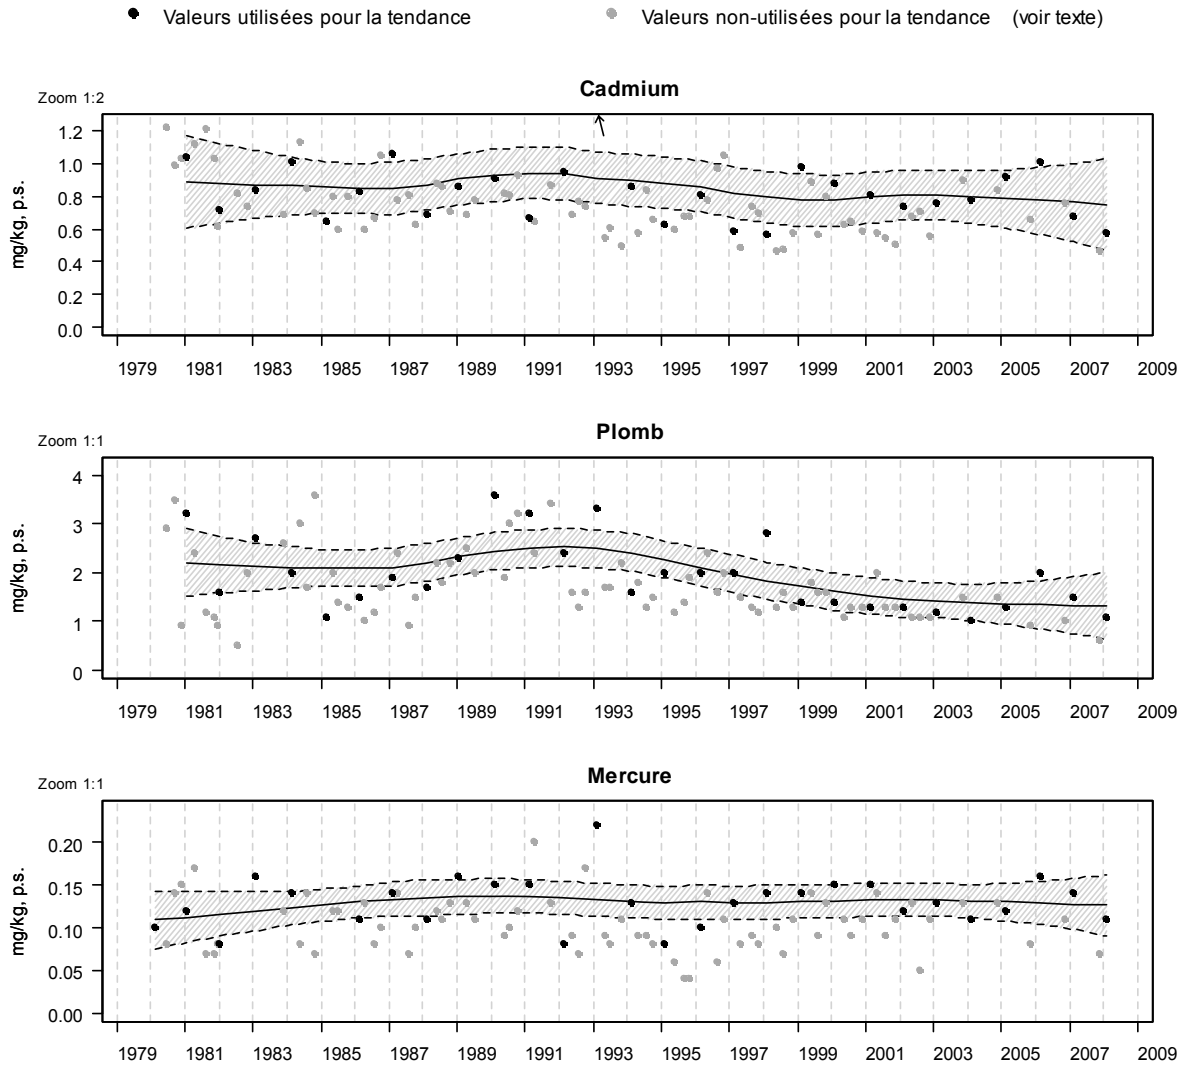 Valeurs utilisées pour la tendance Valeurs non-utilisées pour la tendance (voir texte)
Cadmium
Zoom 1:2
1.2
1.0
0.8
0.6
0.4
0.2
0.0
mg/kg, p.s.
1979 1981 1983 1985 1987 1989 1991 1993 1995 1997 1999 2001 2003 2005 2007 2009
Plomb
Zoom 1:1
4
3
2
1
0
mg/kg, p.s.
1979 1981 1983 1985 1987 1989 1991 1993 1995 1997 1999 2001 2003 2005 2007 2009
Mercure
Zoom 1:1
0.20
0.15
0.10
0.05
0.00
mg/kg, p.s.
1979 1981 1983 1985 1987 1989 1991 1993 1995 1997 1999 2001 2003 2005 2007 2009